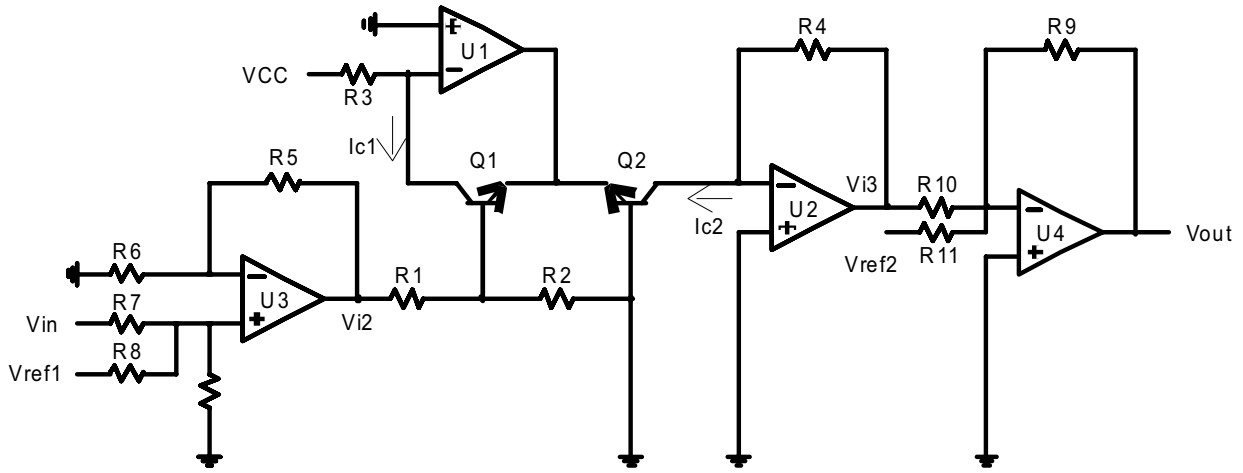 U1
R4
R9
VCC
R3
Ic1
Q1
Q2
R5
Vi3
R10
U2
Ic2
R6
R1
R2
Vref2
R11
U4
Vout
U3
R7
Vin
Vi2
R8
Vref1